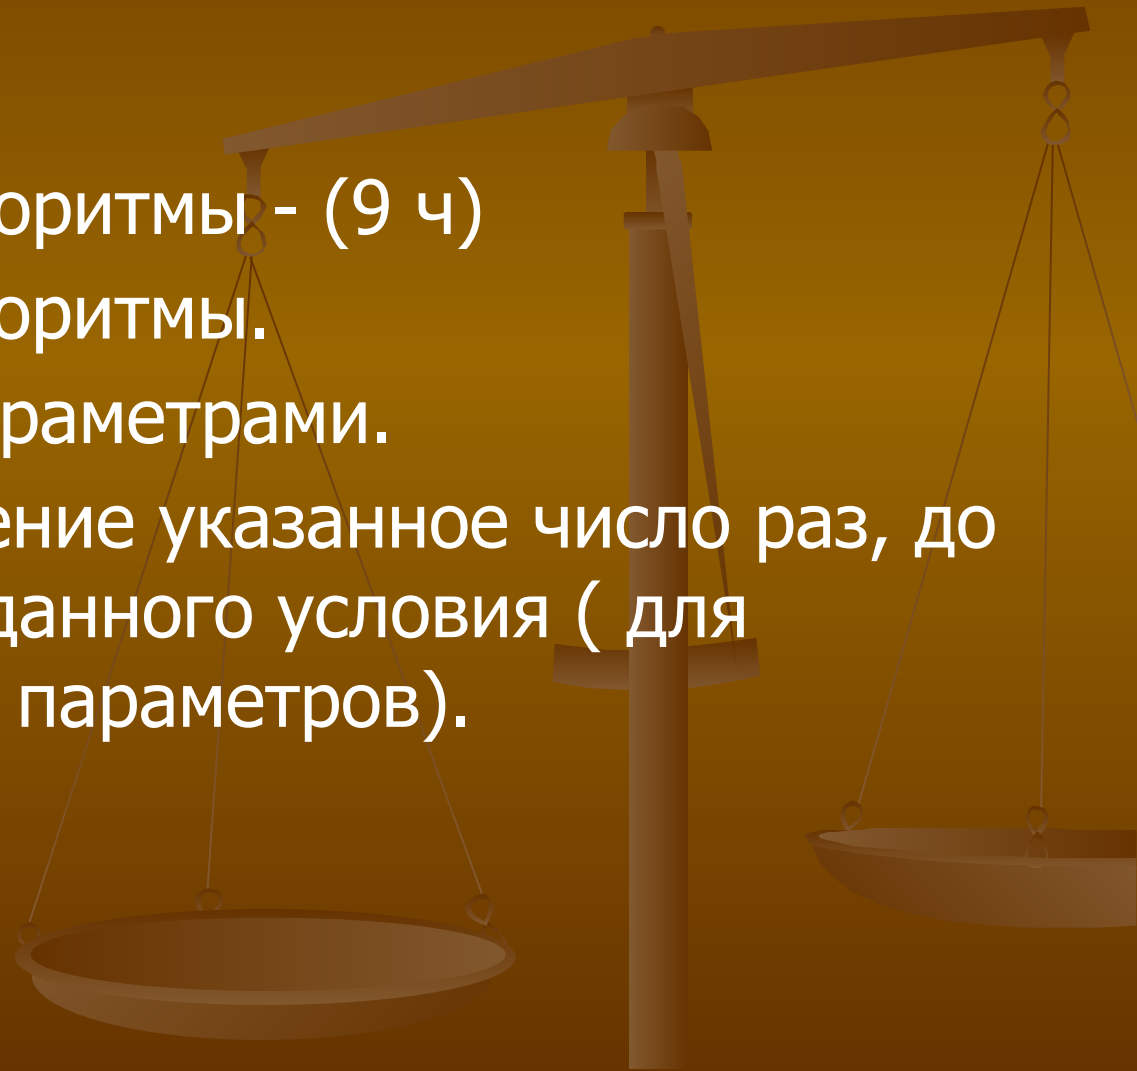 оритмы - (9 ч)
оритмы.
раметрами.
ение указанное число раз, до
данного условия ( для
параметров).